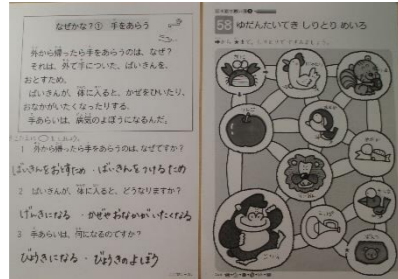 なぜかな?① 手をあらう
外から帰ったら手をあらうのは、なぜ?
それは、外で手についた、ばいきんを、
おとすため。
ばいきんが、体に入ると、かぜをひいたり、
おなかがいたくなったりする。
手あらいは、病気のよぼうになるんだ。
1 外から帰ったら手をあらうのは、なぜですか?
ばいきんをおとすため・ばいきんをつけるため
2 ばいきんが、体に入ると、どうなりますか?
げんきになる・かぜやおなかがいたくなる
3 手あらいは、何になるのですか?
びょうきになる・びょうきのよぼう
58 ゆだんたいてき しりとり めいろ